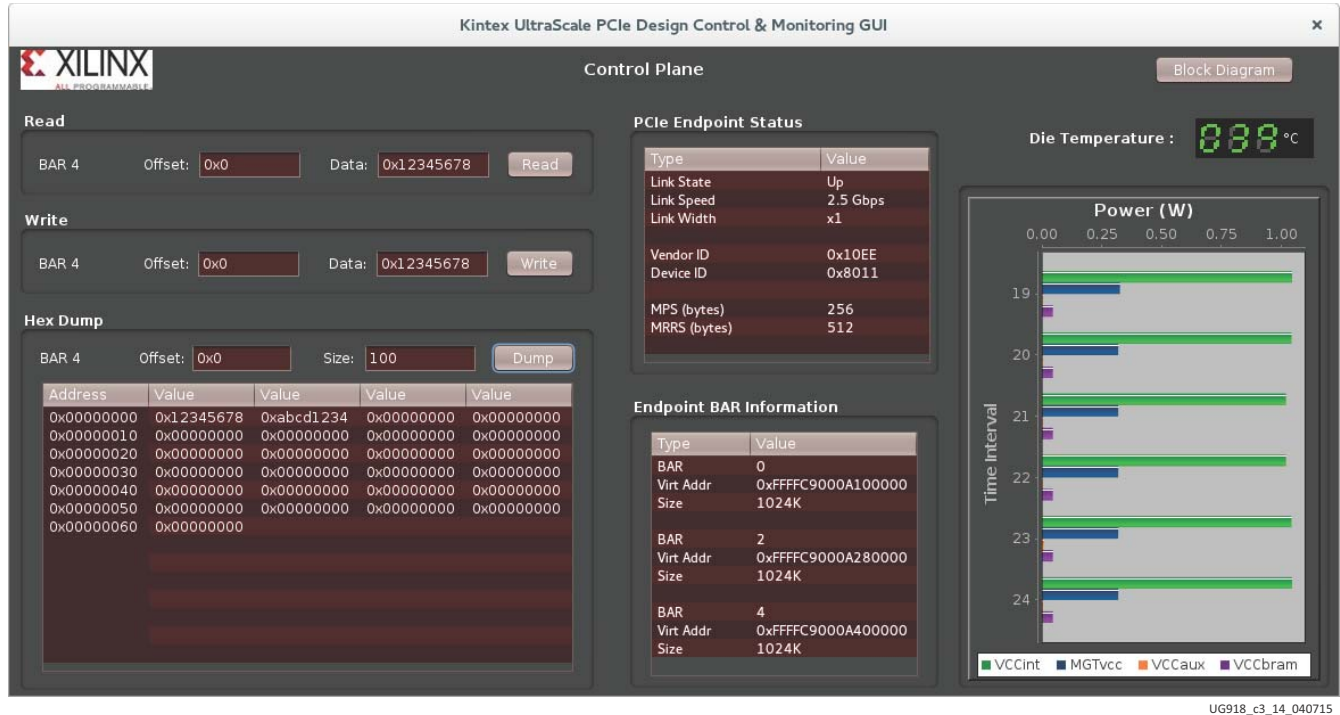 Kintex UltraScale PCIe Design Control & Monitoring GUI ×
XILINX
ALL PROGRAMMABLE.
Control Plane
Block Diagram
Read
BAR 4 Offset: 0x0 Data: 0x12345678 Read
Write
BAR 4 Offset: 0x0 Data: 0x12345678 Write
Hex Dump
BAR 4 Offset: 0x0 Size: 100 Dump
Address Value Value Value Value
0x00000000 0x12345678 0xabcd1234 0x00000000 0x00000000
0x00000010 0x00000000 0x00000000 0x00000000 0x00000000
0x00000020 0x00000000 0x00000000 0x00000000 0x00000000
0x00000030 0x00000000 0x00000000 0x00000000 0x00000000
0x00000040 0x00000000 0x00000000 0x00000000 0x00000000
0x00000050 0x00000000 0x00000000 0x00000000 0x00000000
0x00000060 0x00000000
PCIe Endpoint Status
Type Value
Link State Up
Link Speed 2.5 Gbps
Link Width x1
Vendor ID 0x10EE
Device ID 0x8011
MPS (bytes) 256
MRRS (bytes) 512
Endpoint BAR Information
Type Value
BAR 0
Virt Addr 0xFFFFC9000A100000
Size 1024K
BAR 2
Virt Addr 0xFFFFC9000A280000
Size 1024K
BAR 4
Virt Addr 0xFFFFC9000A400000
Size 1024K
Die Temperature : °C
Power (W)
0.00 0.25 0.50 0.75 1.00
Time Interval
19
20
21
22
23
24
VCCint MGTvcc VCCaux VCCbram
UG918_c3_14_040715